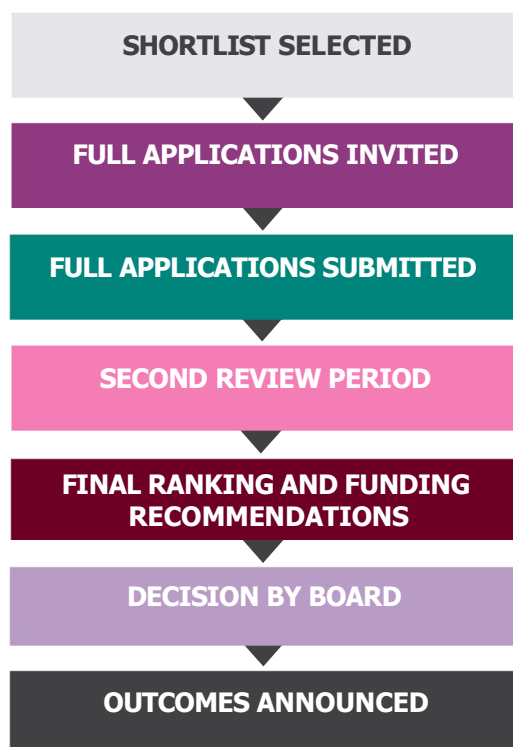 SHORTLIST SELECTED
FULL APPLICATIONS INVITED
FULL APPLICATIONS SUBMITTED
SECOND REVIEW PERIOD
FINAL RANKING AND FUNDING
RECOMMENDATIONS
DECISION BY BOARD
OUTCOMES ANNOUNCED